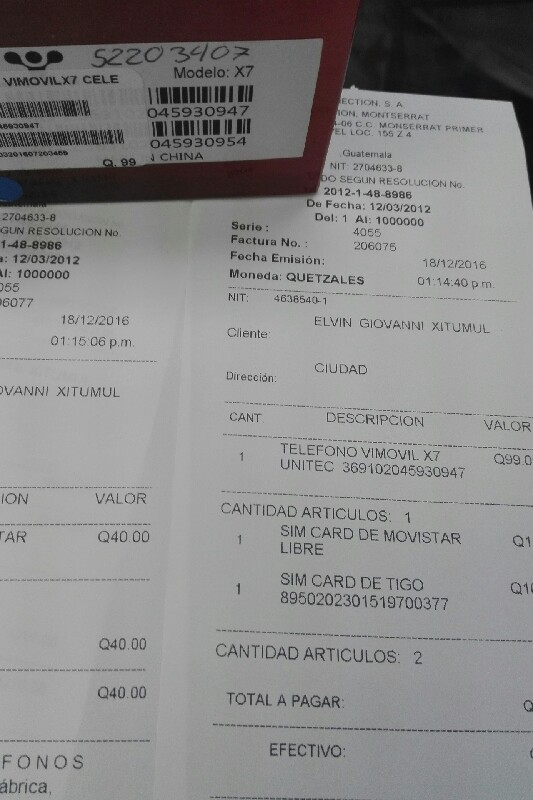 52203407
VIMOVILX7 CELE
Modelo: X7
045930947
045930954
Q. 99
CHINA
2704633-8
EGUN RESOLUCION No.
1-48-8986
a: 12/03/2012
Al: 1000000
055
06077
18/12/2016
01:15:06 p.m.
OVANNI XITUMUL
ION VALOR
TAR Q40.00
Q40.00
Q40.00
FONOS
ábrica,
ECTION, S. A.
ION, MONTSERRAT
-06 C.C. MONSERRAT PRIMER
EL LOC. 156 Z 4
,Guatemala
NIT: 2704633-8
DO SEGUN RESOLUCION No.
2012-1-48-8986
De Fecha: 12/03/2012
Del: 1 Al: 1000000
Serie : 4055
Factura No. : 206075
Fecha Emisión: 18/12/2016
Moneda: QUETZALES 01:14:40 p.m.
NIT: 4638540-1
Cliente: ELVIN GIOVANNI XITUMUL
Dirección: CIUDAD
CANT. DESCRIPCION VALOR
1 TELEFONO VIMOVIL X7 Q99.0
UNITEC 369102045930947
CANTIDAD ARTICULOS: 1
1 SIM CARD DE MOVISTAR Q1
LIBRE
1 SIM CARD DE TIGO Q10
8950202301519700377
CANTIDAD ARTICULOS: 2
TOTAL A PAGAR: Q
EFECTIVO: